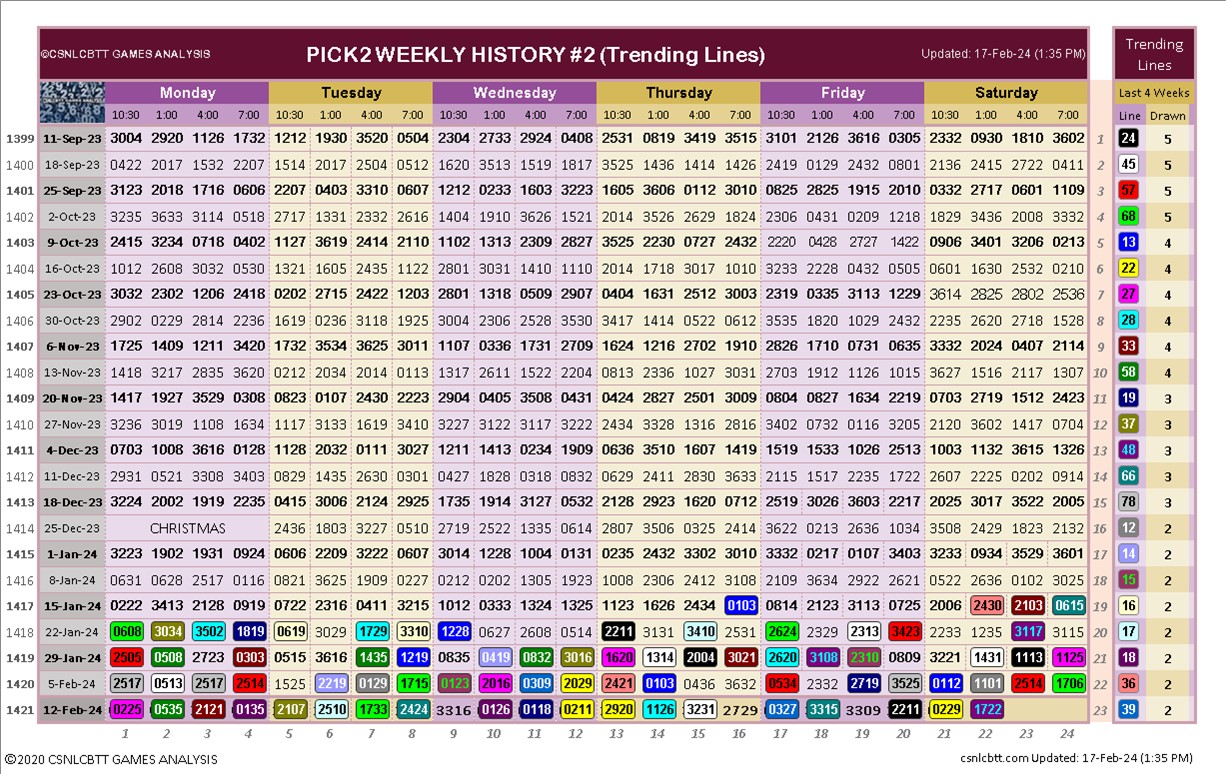 ©CSNLCBTT GAMES ANALYSIS PICK2 WEEKLY HISTORY #2 (Trending Lines) Updated: 17-Feb-24 (1:35 PM) Trending Lines
Monday Tuesday Wednesday Thursday Friday Saturday Last 4 Weeks
10:30 1:00 4:00 7:00 10:30 1:00 4:00 7:00 10:30 1:00 4:00 7:00 10:30 1:00 4:00 7:00 10:30 1:00 4:00 7:00 10:30 1:00 4:00 7:00 Line Drawn
1399 11-Sep-23 3004 2920 1126 1732 1212 1930 3520 0504 2304 2733 2924 0408 2531 0819 3419 3515 3101 2126 3616 0305 2332 0930 1810 3602 1 24 5
1400 18-Sep-23 0422 2017 1532 2207 1514 2017 2504 0512 1620 3513 1519 1817 3525 1436 1414 1426 2419 0129 2432 0801 2136 2415 2722 0411 2 45 5
1401 25-Sep-23 3123 2018 1716 0606 2207 0403 3310 0607 1212 0233 1603 3223 1605 3606 0112 3010 0825 2825 1915 2010 0332 2717 0601 1109 3 57 5
1402 2-Oct-23 3235 3633 3114 0518 2717 1331 2332 2616 1404 1910 3626 1521 2014 3526 2629 1824 2306 0431 0209 1218 1829 3436 2008 3332 4 68 5
1403 9-Oct-23 2415 3234 0718 0402 1127 3619 2414 2110 1102 1313 2309 2827 3525 2230 0727 2432 2220 0428 2727 1422 0906 3401 3206 0213 5 13 4
1404 16-Oct-23 1012 2608 3032 0530 1321 1605 2435 1122 2801 3031 1410 1110 2014 1718 3017 1010 3233 2228 0432 0505 0601 1630 2532 0210 6 22 4
1405 23-Oct-23 3032 2302 1206 2418 0202 2715 2422 1203 2801 1318 0509 2907 0404 1631 2512 3003 2319 0335 3113 1229 3614 2825 2802 2536 7 27 4
1406 30-Oct-23 2902 0229 2814 2236 1619 0236 3118 1923 3004 2306 2528 3530 3417 1414 0522 0612 3535 1820 1029 2432 2235 2620 2718 1528 8 28 4
1407 6-Nov-23 1725 1409 1211 3420 1732 3534 3625 3011 1107 0336 1731 2709 1624 1216 2702 1910 2826 1710 0731 0635 3332 2024 0407 2114 9 33 4
1408 13-Nov-23 1418 3217 2835 3620 0212 2034 2014 0113 1317 2611 1522 2204 0813 2336 1027 3031 2703 1912 1126 1015 3627 1516 2117 1307 10 58 4
1409 20-Nov-23 1417 1927 3529 0308 0823 0107 2430 2223 2904 0405 3508 0431 0424 2827 2501 3009 0804 0827 1634 2219 0703 2719 1512 2423 11 19 3
1410 27-Nov-23 3236 3019 1108 1634 1117 3133 1619 3410 3227 3122 3117 3222 2434 3328 1316 2816 3402 0732 0116 3205 2120 3602 1417 0704 12 37 3
1411 4-Dec-23 0703 1008 3616 0128 1128 2032 0111 3024 1211 1413 0234 1909 0636 3510 1607 1419 1519 1533 1026 2513 1003 1132 3615 1326 13 48 3
1412 11-Dec-23 2931 0521 3308 3403 0829 1435 2630 0301 0427 1828 0318 0832 0629 2411 2830 3633 2115 1517 2235 1722 2607 2225 0202 0914 14 66 3
1413 18-Dec-23 3224 2002 1919 2235 0415 3006 2124 2925 1735 1914 3127 0532 2128 2923 1620 0712 2519 3026 3603 2217 2025 3017 3522 2005 15 78 3
1414 25-Dec-23 CHRISTMAS 2436 1803 3227 0510 2719 2522 1335 0614 2807 3506 0325 2414 3622 0213 2636 1034 3508 2429 1823 2132 16 12 2
1415 1-Jan-24 3223 1902 1931 0924 0606 2209 3222 0607 3014 1228 1004 0131 0235 2432 3302 3010 3332 0217 0107 3403 3233 0934 3529 3601 17 14 2
1416 8-Jan-24 0631 0628 2517 0116 0821 3625 1909 0227 0212 0202 1305 1923 1008 2306 2412 3108 2109 3634 2922 2621 0522 2636 0102 3025 18 15 2
1417 15-Jan-24 0222 3413 2128 0919 0722 2316 0411 3215 1012 0333 1324 1325 1123 1626 2434 0103 0814 2123 3113 0725 2006 2430 2103 0615 19 16 2
1418 22-Jan-24 0608 3034 3502 1819 0619 3029 1729 3310 1228 0627 2608 0514 2211 3131 3410 2531 2624 2329 2313 3423 2233 1235 3117 3115 20 17 2
1419 29-Jan-24 2505 0508 2723 0303 0515 3616 1435 1219 0835 0419 0832 3016 1620 1314 2004 3021 2620 3108 2310 0809 3221 1431 1113 1125 21 18 2
1420 5-Feb-24 2517 0513 2517 2514 1525 2219 0129 1715 0123 2016 0309 2029 2421 0103 0436 3632 0534 2332 2719 3525 0112 1101 2514 1706 22 36 2
1421 12-Feb-24 0225 0535 2121 0135 2107 2510 1733 2424 3316 0126 0118 0211 2920 1126 3231 2729 0327 3315 3309 2211 0229 1722 23 39 2
1 2 3 4 5 6 7 8 9 10 11 12 13 14 15 16 17 18 19 20 21 22 23 24
©2020 CSNLCBTT GAMES ANALYSIS csnlcbtt.com Updated: 17-Feb-24 (1:35 PM)